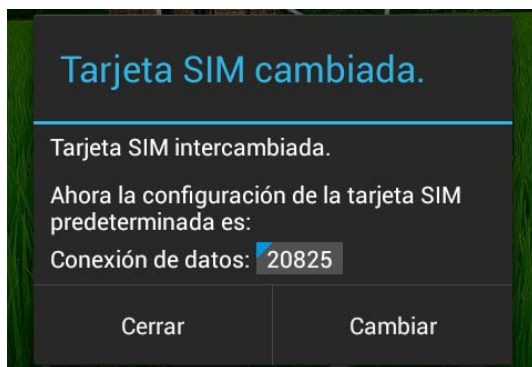 Tarjeta SIM cambiada.
Tarjeta SIM intercambiada.
Ahora la configuración de la tarjeta SIM
predeterminada es:
Conexión de datos: 20825
Cerrar Cambiar